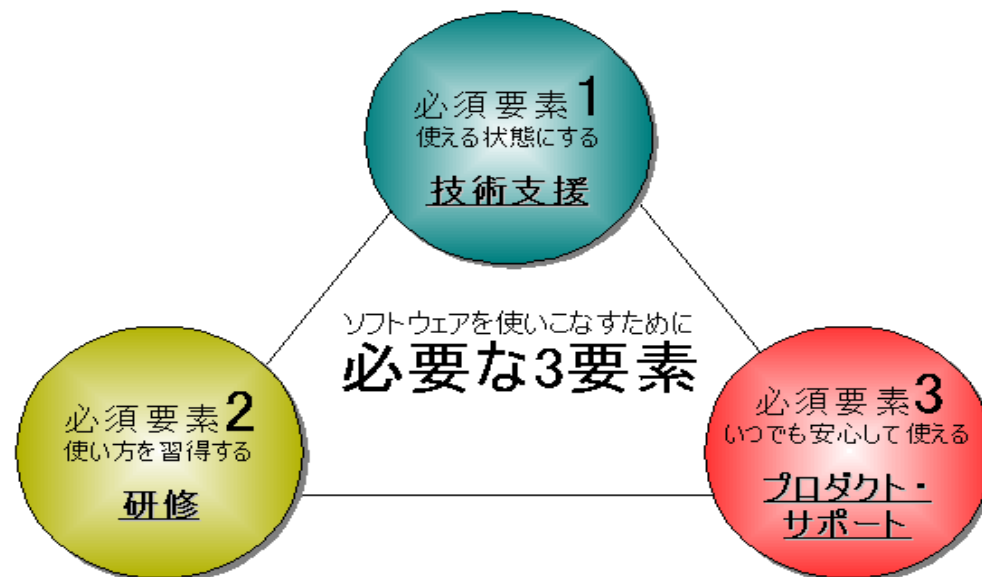 必須要素1
使える状態にする
技術支援
ソフトウェアを使いこなすために
必要な3要素
必須要素2
使い方を習得する
研修
必須要素3
いつでも安心して使える
プロダクト・
サポート